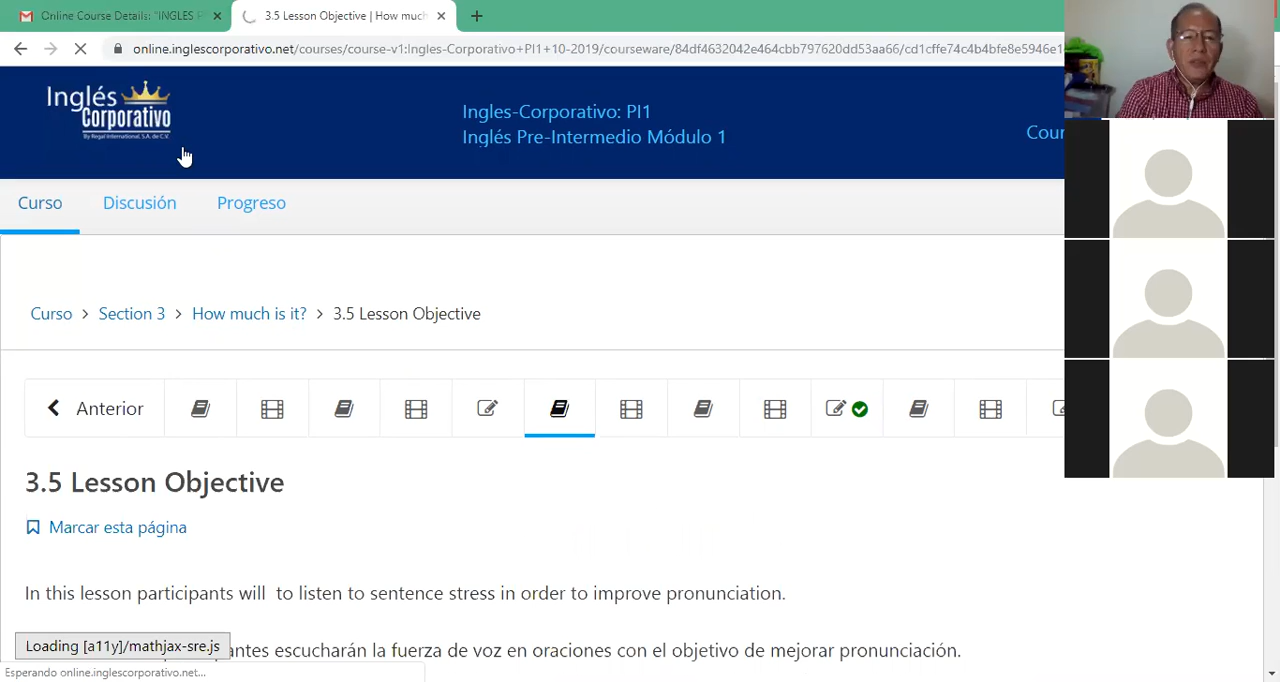 Online Course Details: "INGLES P
3.5 Lesson Objective | How much
online.inglescorporativo.net/courses/course-v1:Ingles-Corporativo+PI1+10-2019/courseware/84df4632042e464cbb797620dd53aa66/cd1cffe74c4b4bfe8e5946e1
Inglés
Corporativo
By Regal International, S.A. de C.V.
Ingles-Corporativo: PI1
Inglés Pre-Intermedio Módulo 1
Cour
Curso
Discusión
Progreso
Curso > Section 3 > How much is it? > 3.5 Lesson Objective
Anterior
3.5 Lesson Objective
Marcar esta página
In this lesson participants will to listen to sentence stress in order to improve pronunciation.
Loading [a11y]/mathjax-sre.js
antes escucharán la fuerza de voz en oraciones con el objetivo de mejorar pronunciación.
Esperando online.inglescorporativo.net...